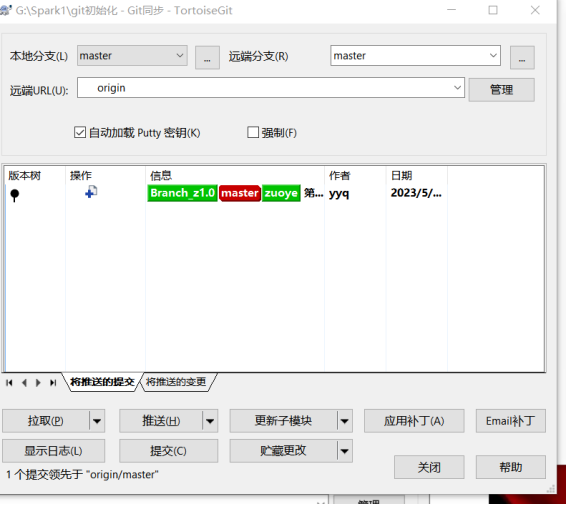 G:\Spark1\git初始化 - Git同步 - TortoiseGit
本地分支(L) master ... 远端分支(R) master ...
远端URL(U): origin 管理
自动加载 Putty 密钥(K) 强制(F)
版本树 操作 信息 作者 日期
Branch_z1.0 master zuoye 第... yyq 2023/5/...
将推送的提交 将推送的变更
拉取(P) 推送(H) 更新子模块 应用补丁(A) Email补丁
显示日志(L) 提交(C) 贮藏更改
关闭 帮助
1 个提交领先于 "origin/master"
管理